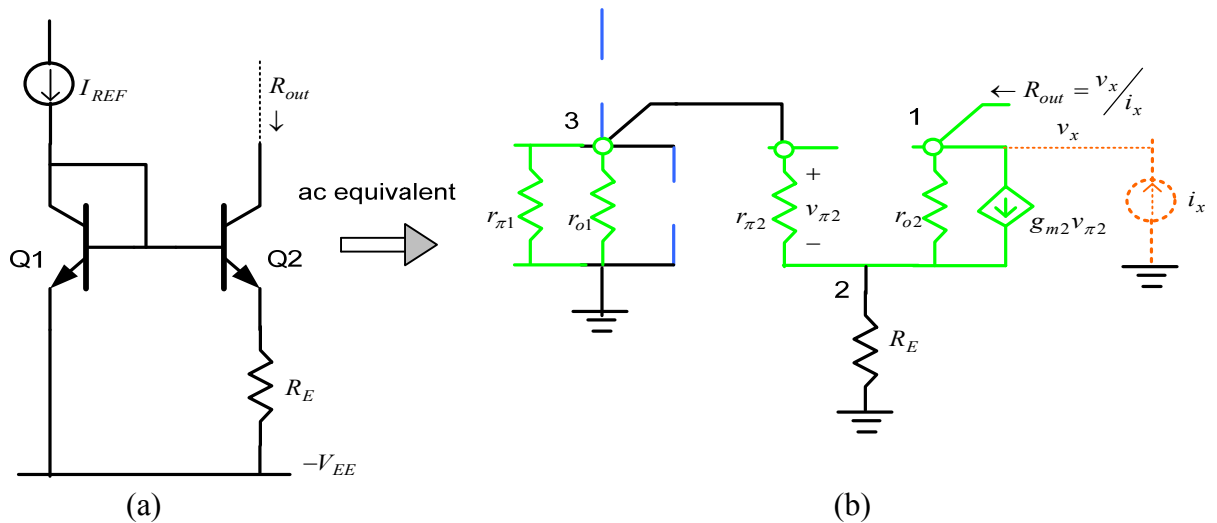 I_REF
R_out
↓
Q1
Q2
R_E
−V_EE
(a)
ac equivalent
3
r_π1
r_o1
r_π2
+
v_π2
−
1
← R_out = v_x / i_x
v_x
r_o2
g_m2 v_π2
i_x
2
R_E
(b)